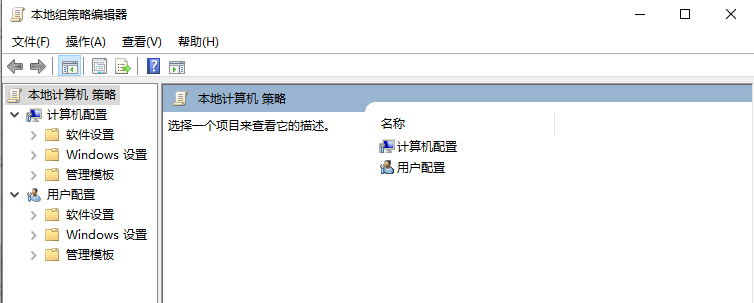 本地组策略编辑器
文件(F) 操作(A) 查看(V) 帮助(H)
本地计算机 策略
计算机配置
软件设置
Windows 设置
管理模板
用户配置
软件设置
Windows 设置
管理模板
本地计算机 策略
选择一个项目来查看它的描述。
名称
计算机配置
用户配置